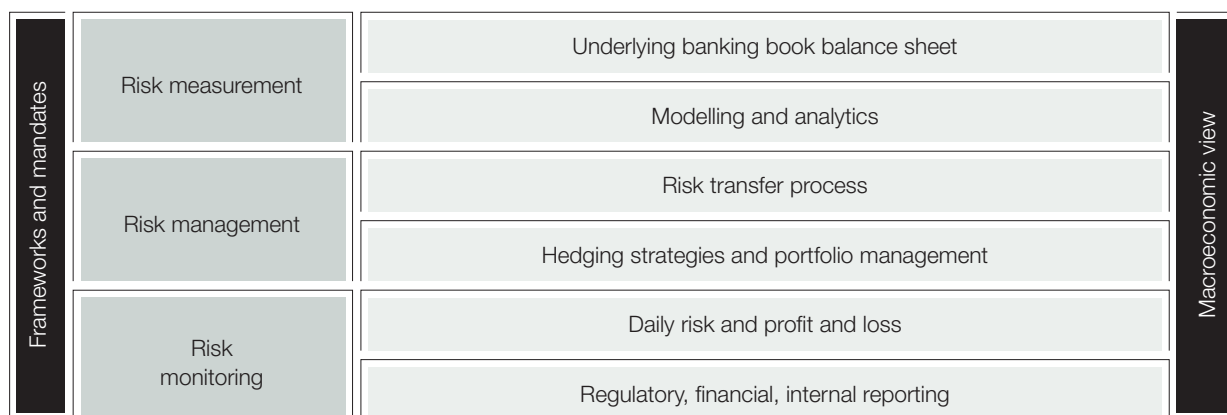 Frameworks and mandates
Risk measurement
Underlying banking book balance sheet
Modelling and analytics
Risk management
Risk transfer process
Hedging strategies and portfolio management
Risk
monitoring
Daily risk and profit and loss
Regulatory, financial, internal reporting
Macroeconomic view